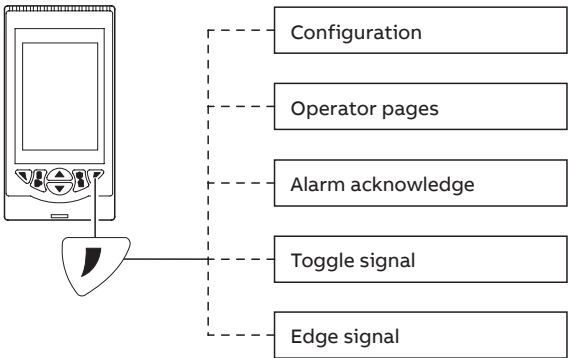 Configuration
Operator pages
Alarm acknowledge
Toggle signal
Edge signal